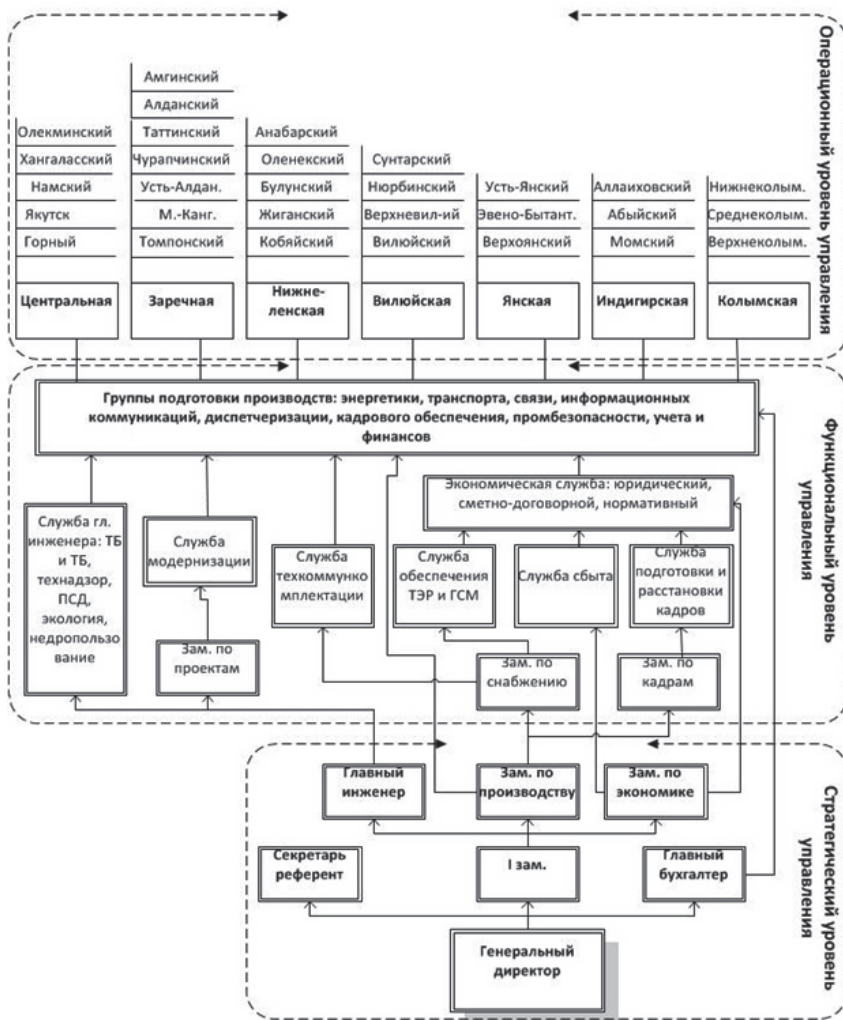 Амгинский
Алданский
Олекминский
Таттинский
Анабарский
Хангаласский
Чурапчинский
Оленекский
Сунтарский
Намский
Усть-Алдан.
Булунский
Нюрбинский
Усть-Янский
Аллаиховский
Нижнеколым.
Якутск
М.-Канг.
Жиганский
Верхневил-ий
Эвено-Бытант.
Абыйский
Среднеколым.
Горный
Томпонский
Кобяйский
Вилюйский
Верхоянский
Момский
Верхнеколым.
Центральная
Заречная
Нижне-
ленская
Вилюйская
Янская
Индигирская
Колымская
Операционный уровень управления
Группы подготовки производств: энергетики, транспорта, связи, информационных
коммуникаций, диспетчеризации, кадрового обеспечения, промбезопасности, учета и
финансов
Экономическая служба: юридический,
сметно-договорной, нормативный
Служба гл.
инженера: ТБ
и ТБ,
технадзор,
ПСД,
экология,
недропользо
вание
Служба
модернизации
Служба
техкоммунко
мплектации
Служба
обеспечения
ТЭР и ГСМ
Служба сбыта
Служба
подготовки и
расстановки
кадров
Зам. по
проектам
Зам. по
снабжению
Зам. по
кадрам
Функциональный уровень
управления
Главный
инженер
Зам. по
производству
Зам. по
экономике
Секретарь
референт
I зам.
Главный
бухгалтер
Генеральный
директор
Стратегический уровень
управления